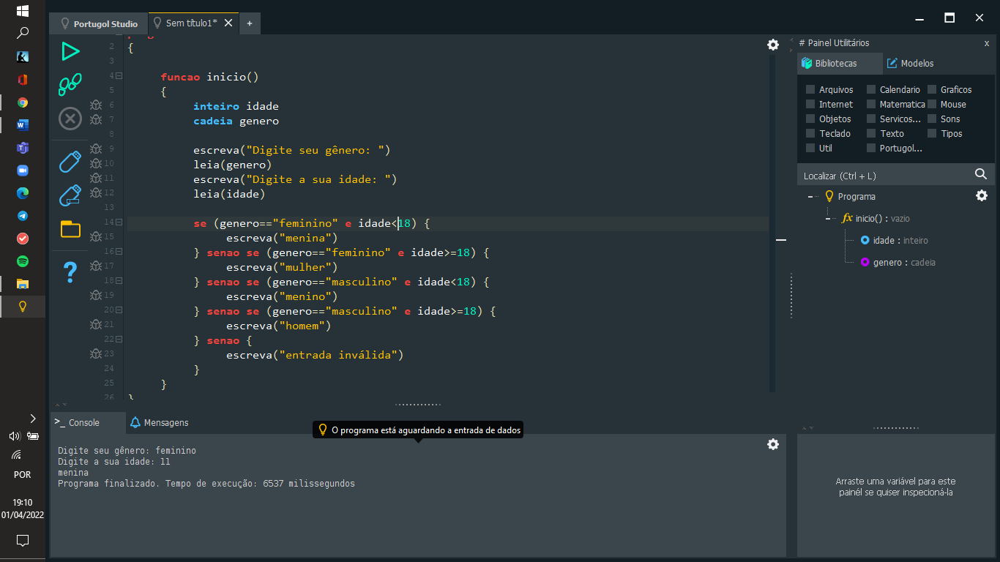 Portugol Studio
Sem título1*
+
2 {
3
4 funcao inicio()
5 {
6 inteiro idade
7 cadeia genero
8
9 escreva("Digite seu gênero: ")
10 leia(genero)
11 escreva("Digite a sua idade: ")
12 leia(idade)
13
14 se (genero=="feminino" e idade<18) {
15 escreva("menina")
16 } senao se (genero=="feminino" e idade>=18) {
17 escreva("mulher")
18 } senao se (genero=="masculino" e idade<18) {
19 escreva("menino")
20 } senao se (genero=="masculino" e idade>=18) {
21 escreva("homem")
22 } senao {
23 escreva("entrada inválida")
24 }
25 }
26 }
# Painel Utilitários x
Bibliotecas Modelos
Arquivos Calendario Graficos
Internet Matematica Mouse
Objetos Servicos... Sons
Teclado Texto Tipos
Util Portugol...
Localizar (Ctrl + L)
Programa
fx inicio() : vazio
idade : inteiro
genero : cadeia
>_ Console Mensagens
O programa está aguardando a entrada de dados
Digite seu gênero: feminino
Digite a sua idade: 11
menina
Programa finalizado. Tempo de execução: 6537 milissegundos
Arraste uma variável para este
painél se quiser inspecioná-la
POR
19:10
01/04/2022